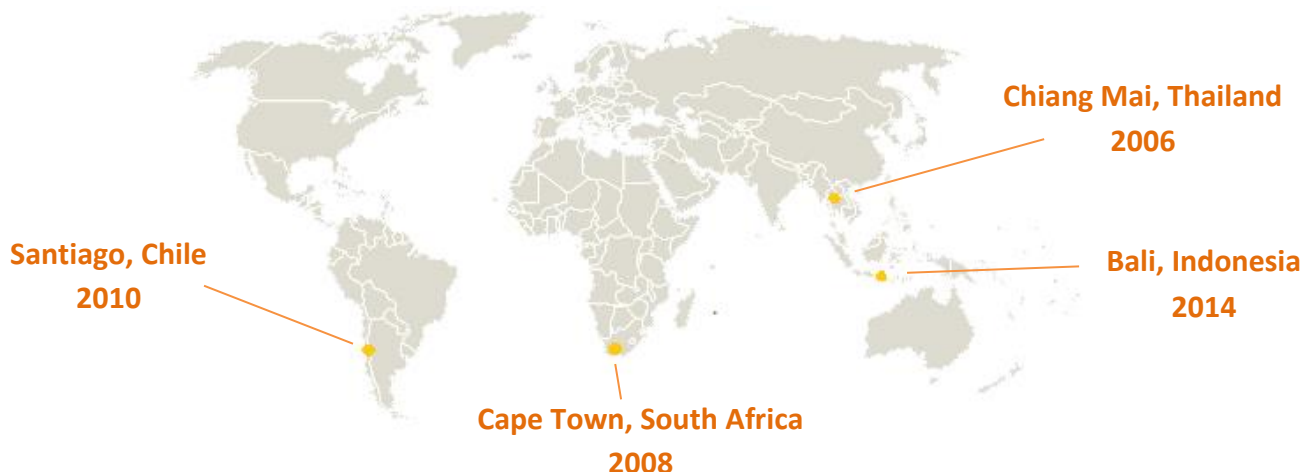 Chiang Mai, Thailand
2006
Santiago, Chile
2010
Bali, Indonesia
2014
Cape Town, South Africa
2008